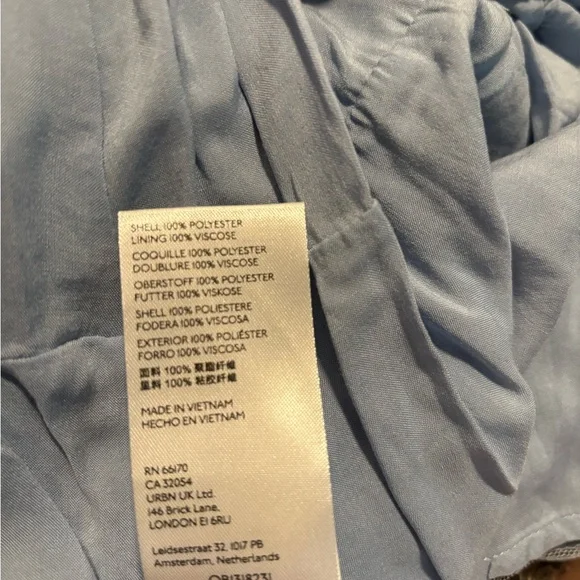 SHELL 100% POLYESTER
LINING 100% VISCOSE
COQUILLE 100% POLYESTER
DOUBLURE 100% VISCOSE
OBERSTOFF 100% POLYESTER
FUTTER 100% VISKOSE
SHELL 100% POLIESTERE
FODERA 100% VISCOSA
EXTERIOR 100% POLIÉSTER
FORRO 100% VISCOSA
面料 100% 聚酯纤维
里料 100% 粘胶纤维
MADE IN VIETNAM
HECHO EN VIETNAM
RN 66170
CA 32054
URBN UK Ltd.
146 Brick Lane,
LONDON E1 6RU
Leidsestraat 32, 1017 PB
Amsterdam, Netherlands